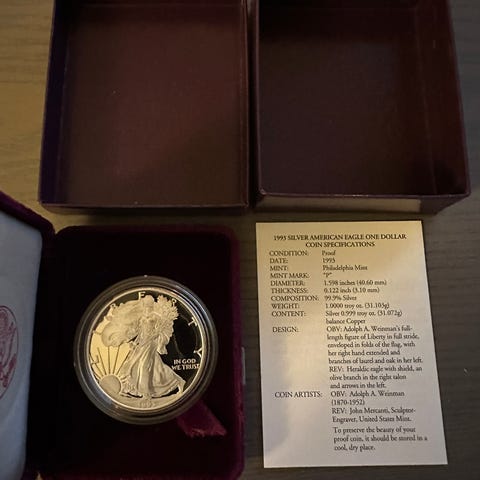 1993 SILVER AMERICAN EAGLE ONE DOLLAR
COIN SPECIFICATIONS
CONDITION: Proof
DATE: 1993
MINT: Philadelphia Mint
MINT MARK: "P"
DIAMETER: 1.598 inches (40.60 mm)
THICKNESS: 0.122 inch (3.10 mm)
COMPOSITION: 99.9% Silver
WEIGHT: 1.0000 troy oz. (31.103g)
CONTENT: Silver 0.999 troy oz. (31.072g)
balance Copper
DESIGN: OBV: Adolph A. Weinman's full-
length figure of Liberty in full stride,
enveloped in folds of the flag, with
her right hand extended and
branches of laurel and oak in her left.
REV: Heraldic eagle with shield, an
olive branch in the right talon
and arrows in the left.
COIN ARTISTS: OBV: Adolph A. Weinman
(1870-1952)
REV: John Mercanti, Sculptor-
Engraver, United States Mint.
To preserve the beauty of your
proof coin, it should be stored in a
cool, dry place.
IN GOD
WE TRUST
1993